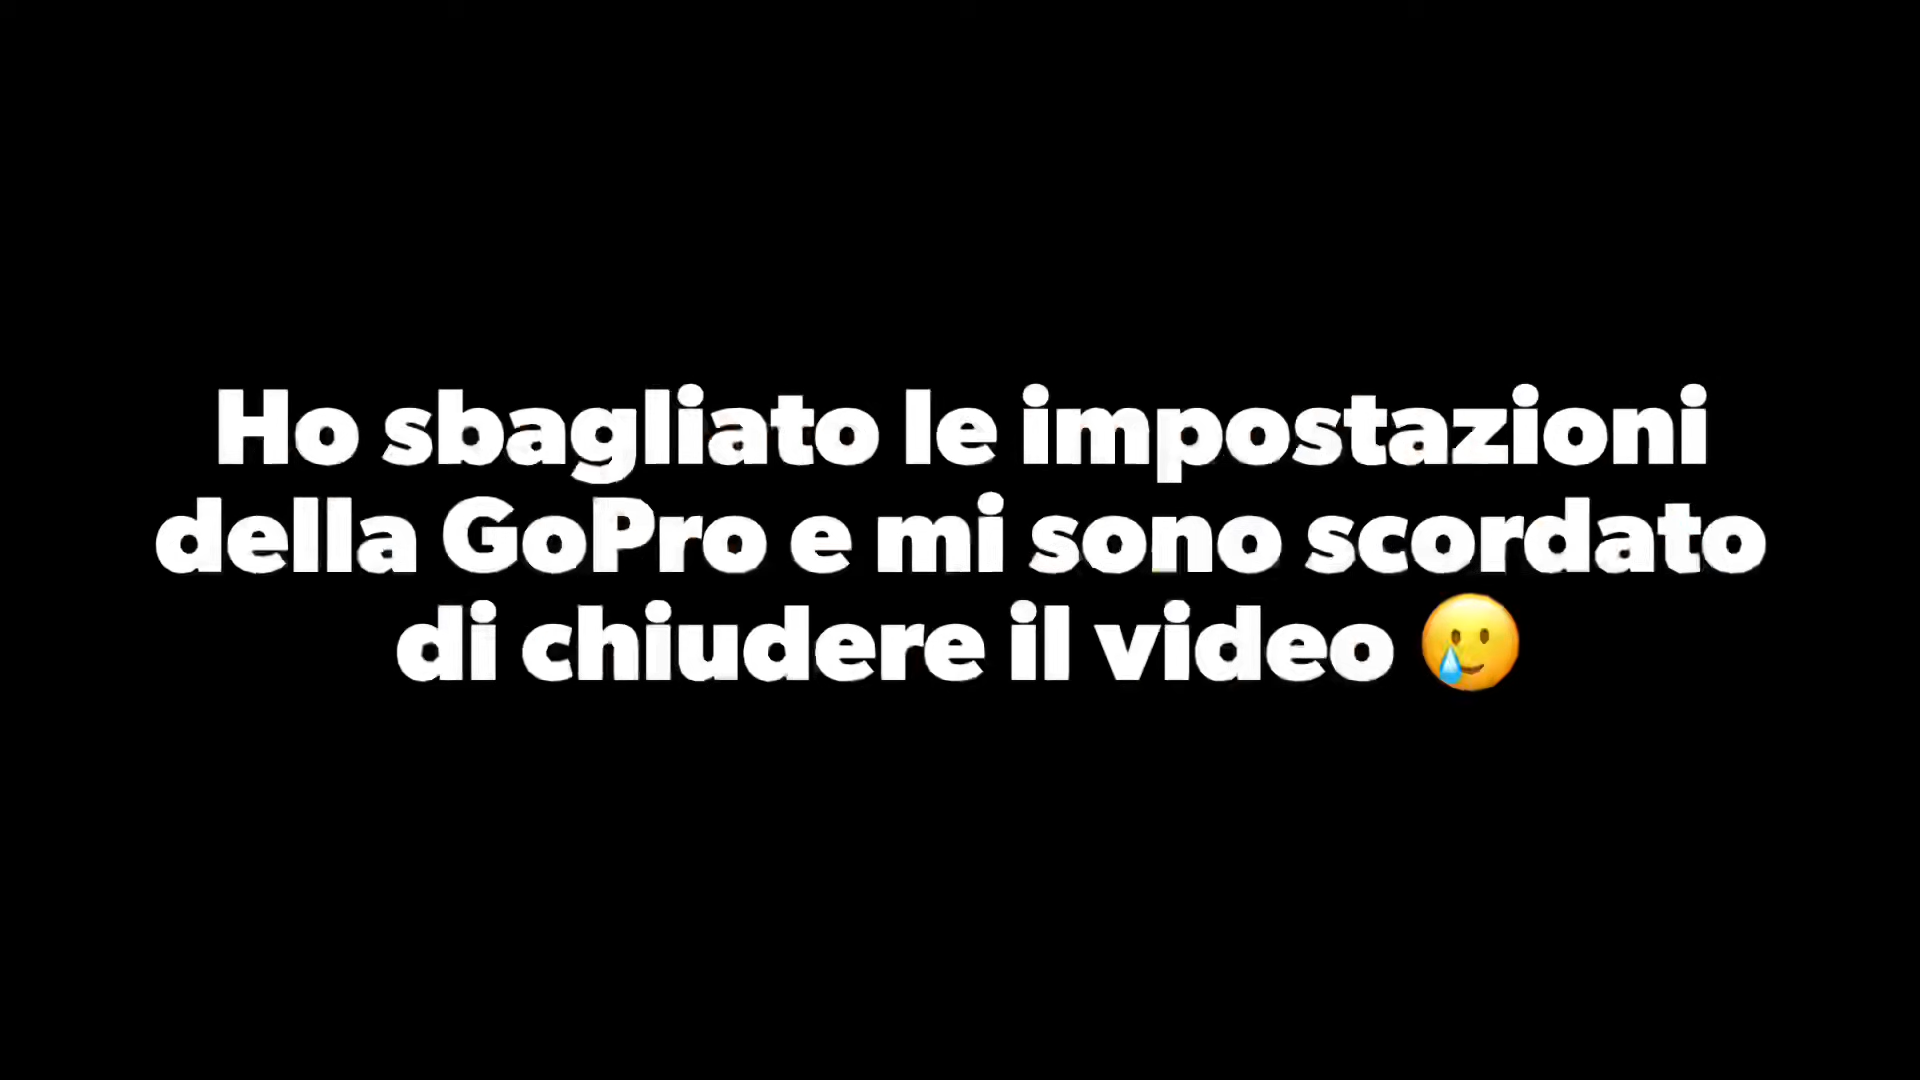 Ho sbagliato le impostazioni
della GoPro e mi sono scordato
di chiudere il video 🥲